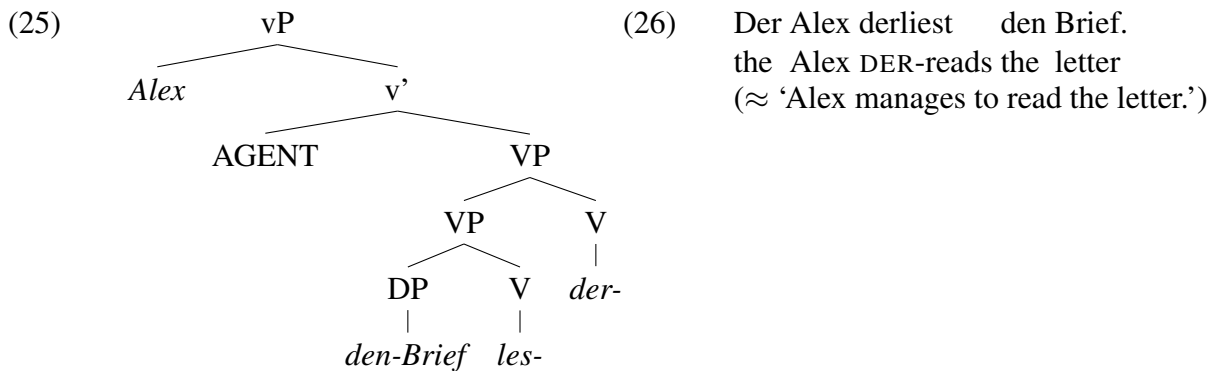 (25) vP (26) Der Alex derliest den Brief.
the Alex DER-reads the letter
Alex v’ (≈ ‘Alex manages to read the letter.’)
AGENT VP
VP V
DP V der-
den-Brief les-